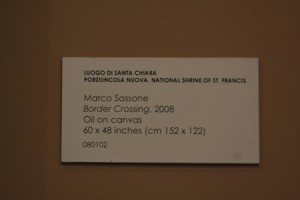 LUOGO DI SANTA CHIARA
PORZIUNCOLA NUOVA, NATIONAL SHRINE OF ST. FRANCIS
Marco Sassone
Border Crossing, 2008
Oil on canvas
60 x 48 inches (cm 152 x 122)
080102